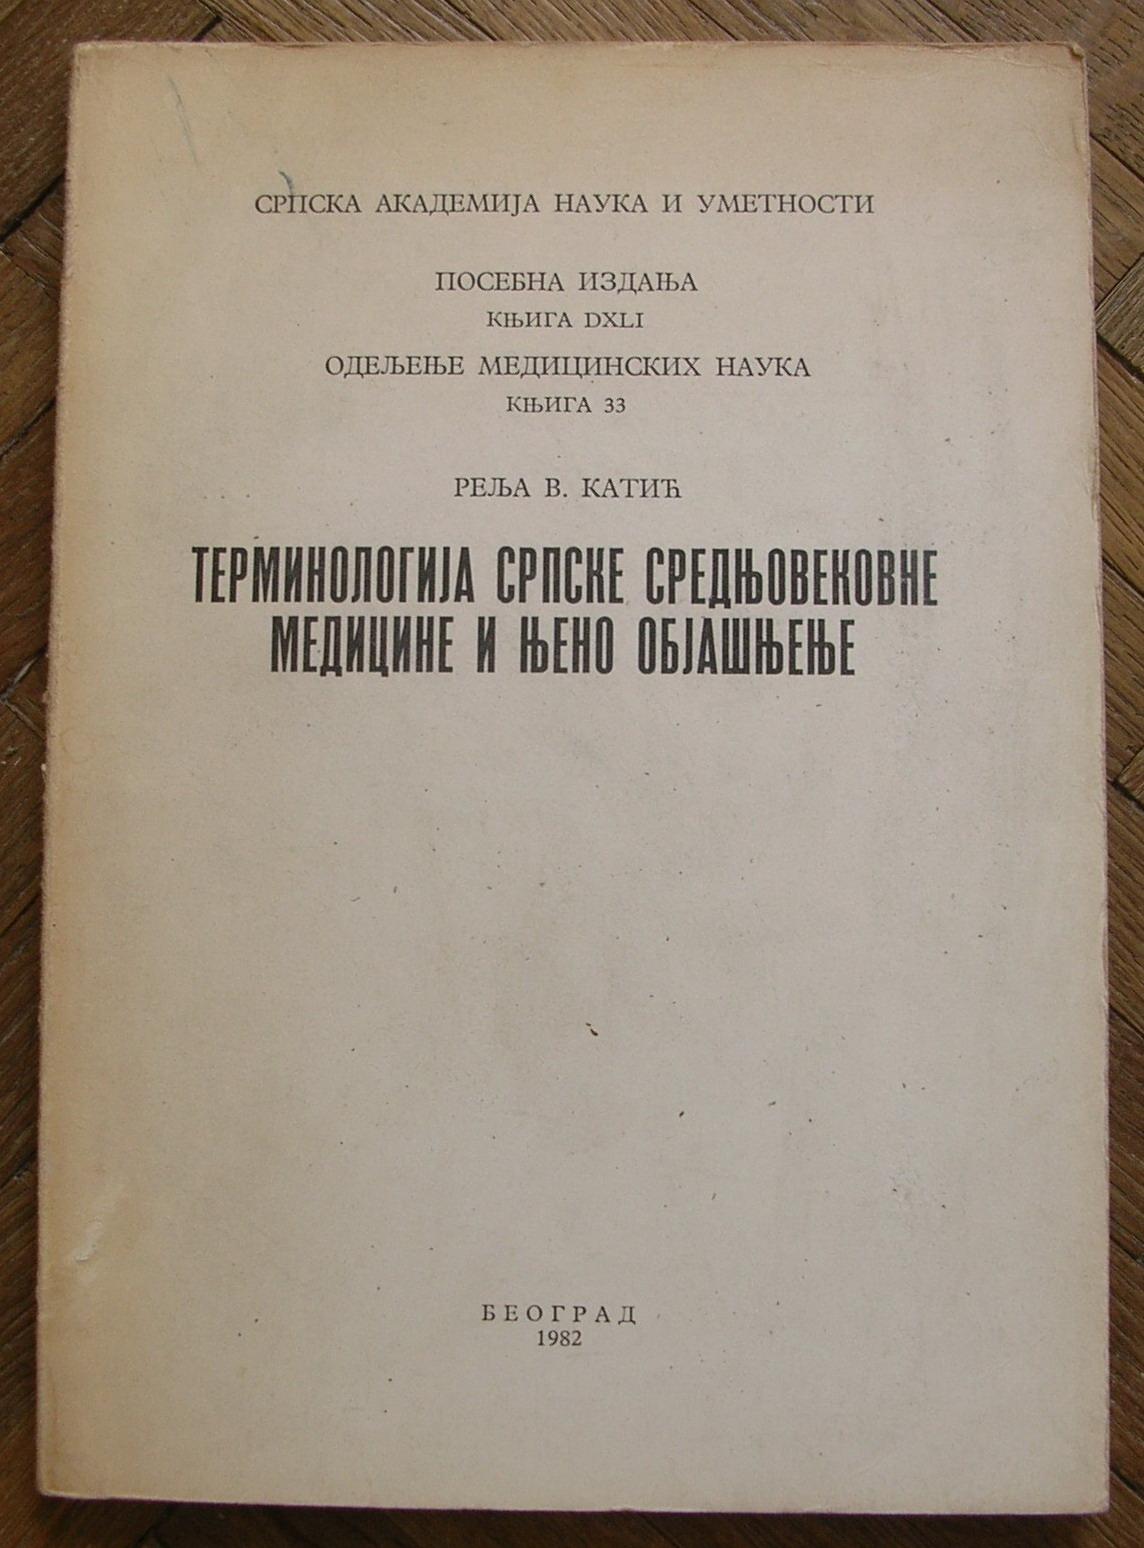 СРПСКА АКАДЕМИЈА НАУКА И УМЕТНОСТИ
ПОСЕБНА ИЗДАЊА
КЊИГА DXLI
ОДЕЉЕЊЕ МЕДИЦИНСКИХ НАУКА
КЊИГА 33
РЕЉА В. КАТИЋ
ТЕРМИНОЛОГИЈА СРПСКЕ СРЕДЊОВЕКОВНЕ
МЕДИЦИНЕ И ЊЕНО ОБЈАШЊЕЊЕ
БЕОГРАД
1982